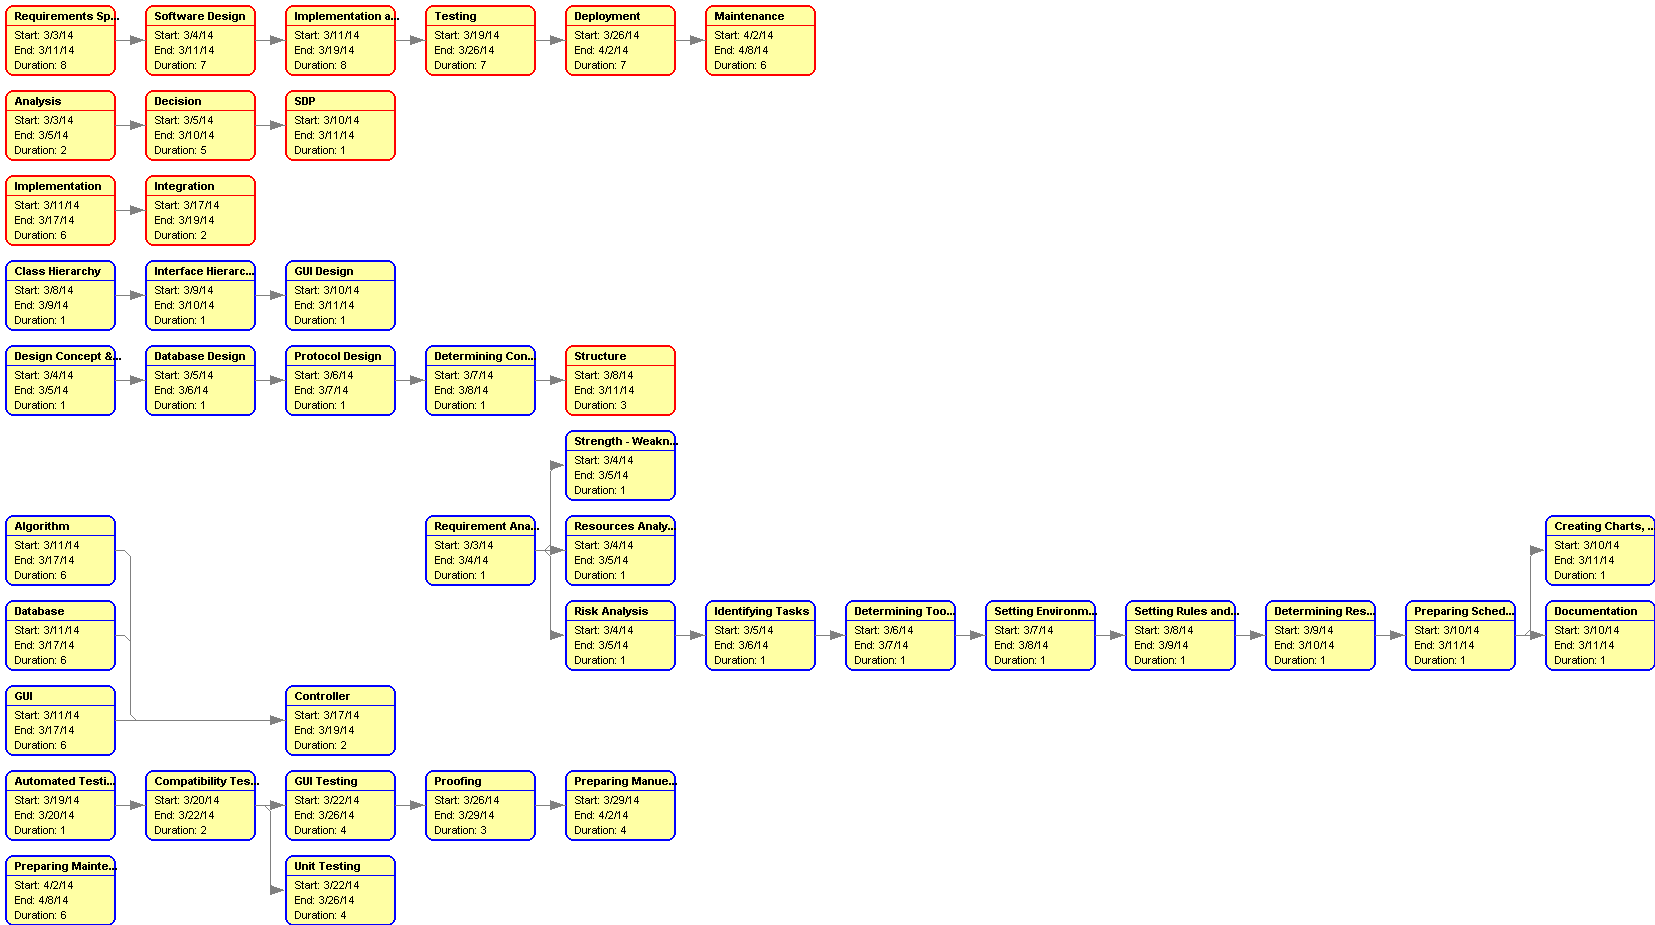 Requirements Sp...
Start: 3/3/14
End: 3/11/14
Duration: 8
Software Design
Start: 3/4/14
End: 3/11/14
Duration: 7
Implementation a...
Start: 3/11/14
End: 3/19/14
Duration: 8
Testing
Start: 3/19/14
End: 3/26/14
Duration: 7
Deployment
Start: 3/26/14
End: 4/2/14
Duration: 7
Maintenance
Start: 4/2/14
End: 4/8/14
Duration: 6
Analysis
Start: 3/3/14
End: 3/5/14
Duration: 2
Decision
Start: 3/5/14
End: 3/10/14
Duration: 5
SDP
Start: 3/10/14
End: 3/11/14
Duration: 1
Implementation
Start: 3/11/14
End: 3/17/14
Duration: 6
Integration
Start: 3/17/14
End: 3/19/14
Duration: 2
Class Hierarchy
Start: 3/8/14
End: 3/9/14
Duration: 1
Interface Hierarc...
Start: 3/9/14
End: 3/10/14
Duration: 1
GUI Design
Start: 3/10/14
End: 3/11/14
Duration: 1
Design Concept &...
Start: 3/4/14
End: 3/5/14
Duration: 1
Database Design
Start: 3/5/14
End: 3/6/14
Duration: 1
Protocol Design
Start: 3/6/14
End: 3/7/14
Duration: 1
Determining Con...
Start: 3/7/14
End: 3/8/14
Duration: 1
Structure
Start: 3/8/14
End: 3/11/14
Duration: 3
Strength - Weakn...
Start: 3/4/14
End: 3/5/14
Duration: 1
Algorithm
Start: 3/11/14
End: 3/17/14
Duration: 6
Requirement Ana...
Start: 3/3/14
End: 3/4/14
Duration: 1
Resources Analy...
Start: 3/4/14
End: 3/5/14
Duration: 1
Creating Charts, ...
Start: 3/10/14
End: 3/11/14
Duration: 1
Database
Start: 3/11/14
End: 3/17/14
Duration: 6
Risk Analysis
Start: 3/4/14
End: 3/5/14
Duration: 1
Identifying Tasks
Start: 3/5/14
End: 3/6/14
Duration: 1
Determining Too...
Start: 3/6/14
End: 3/7/14
Duration: 1
Setting Environm...
Start: 3/7/14
End: 3/8/14
Duration: 1
Setting Rules and...
Start: 3/8/14
End: 3/9/14
Duration: 1
Determining Res...
Start: 3/9/14
End: 3/10/14
Duration: 1
Preparing Sched...
Start: 3/10/14
End: 3/11/14
Duration: 1
Documentation
Start: 3/10/14
End: 3/11/14
Duration: 1
GUI
Start: 3/11/14
End: 3/17/14
Duration: 6
Controller
Start: 3/17/14
End: 3/19/14
Duration: 2
Automated Testi...
Start: 3/19/14
End: 3/20/14
Duration: 1
Compatibility Tes...
Start: 3/20/14
End: 3/22/14
Duration: 2
GUI Testing
Start: 3/22/14
End: 3/26/14
Duration: 4
Proofing
Start: 3/26/14
End: 3/29/14
Duration: 3
Preparing Manue...
Start: 3/29/14
End: 4/2/14
Duration: 4
Preparing Mainte...
Start: 4/2/14
End: 4/8/14
Duration: 6
Unit Testing
Start: 3/22/14
End: 3/26/14
Duration: 4